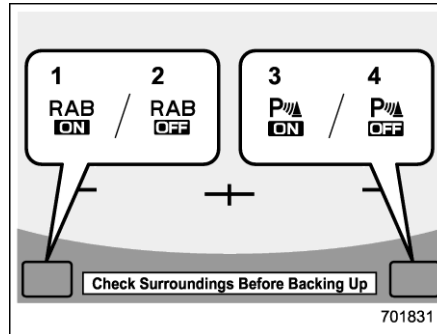 1 2 3 4
RAB / RAB P / P
ON OFF ON OFF
Check Surroundings Before Backing Up
701831